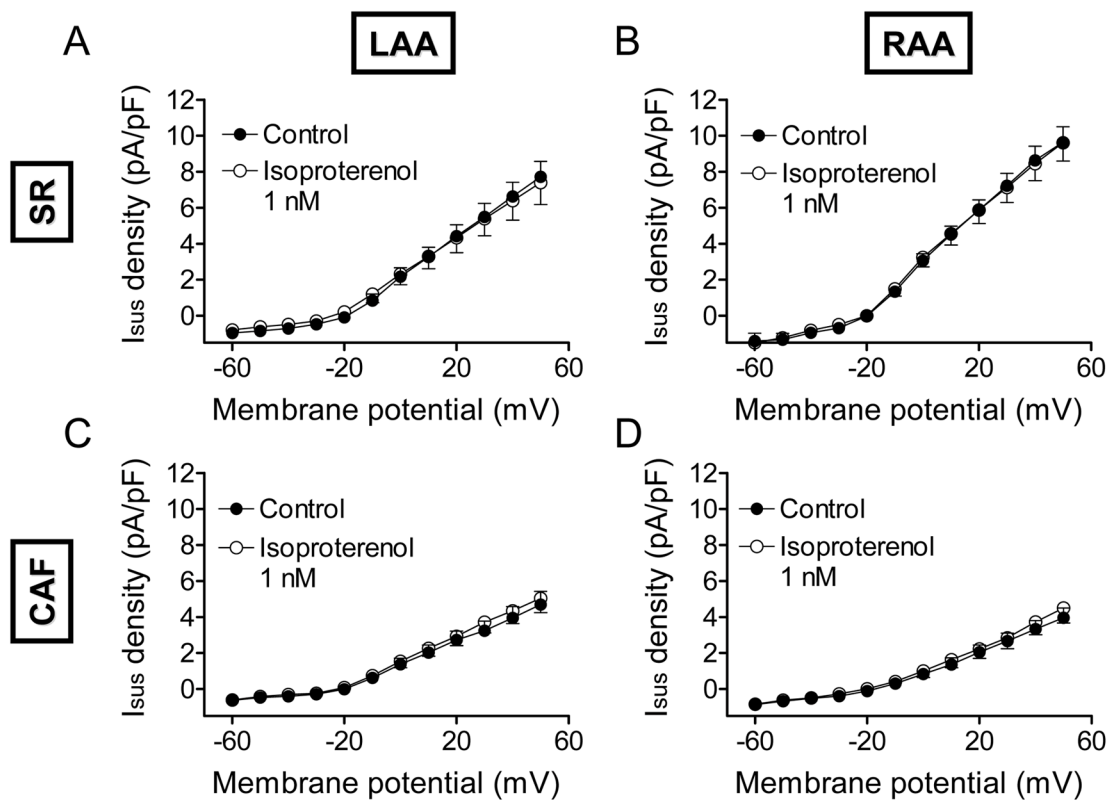 A
LAA
B
RAA
SR
CAF
Isus density (pA/pF)
12
10
8
6
4
2
0
Control
Isoproterenol
1 nM
-60
-20
20
60
Membrane potential (mV)
Isus density (pA/pF)
12
10
8
6
4
2
0
Control
Isoproterenol
1 nM
-60
-20
20
60
Membrane potential (mV)
C
Isus density (pA/pF)
12
10
8
6
4
2
0
Control
Isoproterenol
1 nM
-60
-20
20
60
Membrane potential (mV)
D
Isus density (pA/pF)
12
10
8
6
4
2
0
Control
Isoproterenol
1 nM
-60
-20
20
60
Membrane potential (mV)